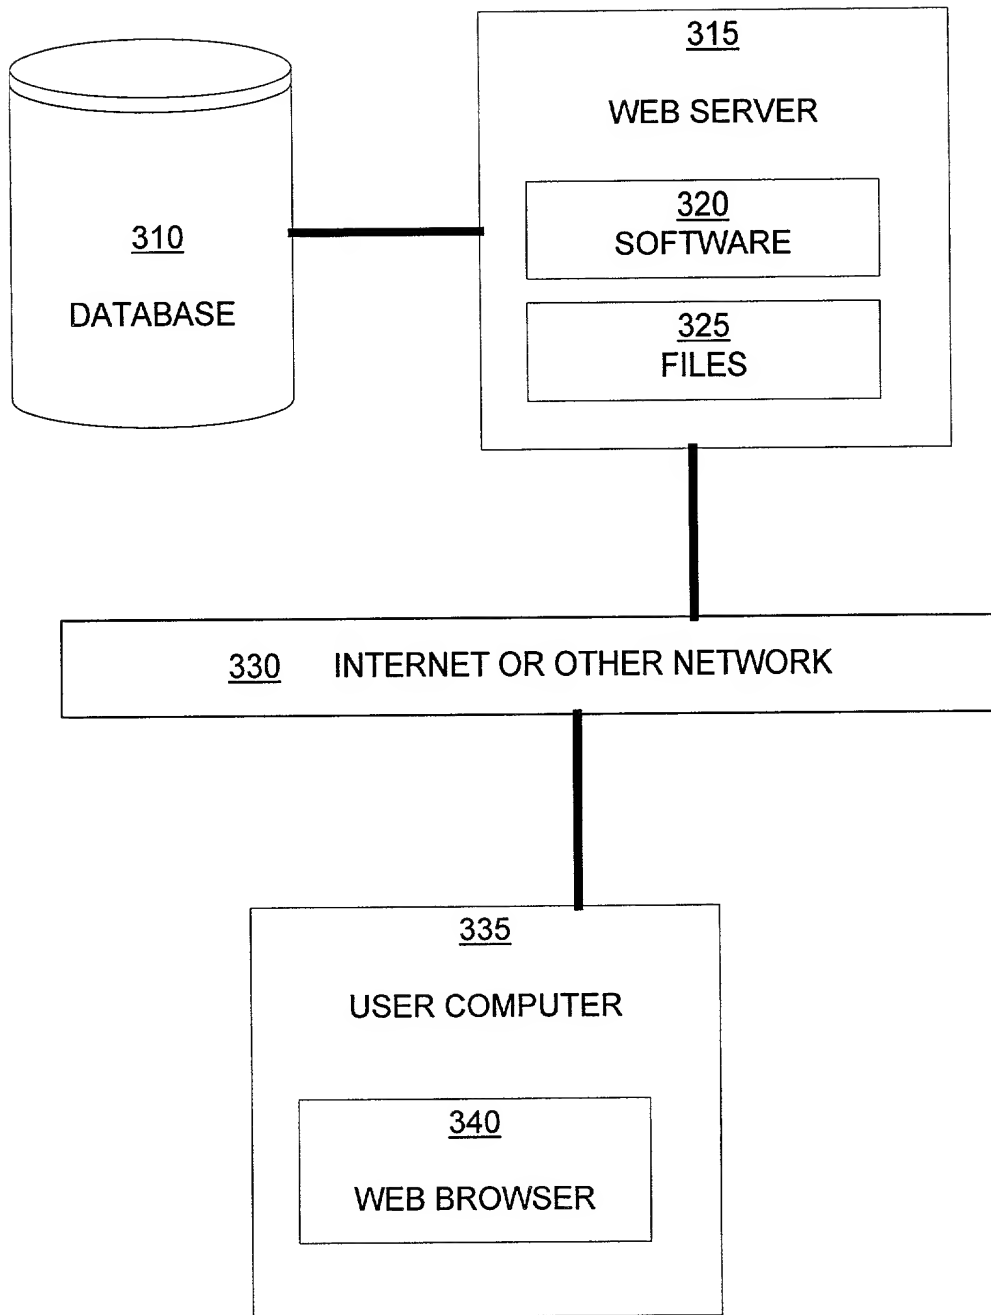 315
WEB SERVER
320
SOFTWARE
310
DATABASE
325
FILES
330 INTERNET OR OTHER NETWORK
335
USER COMPUTER
340
WEB BROWSER